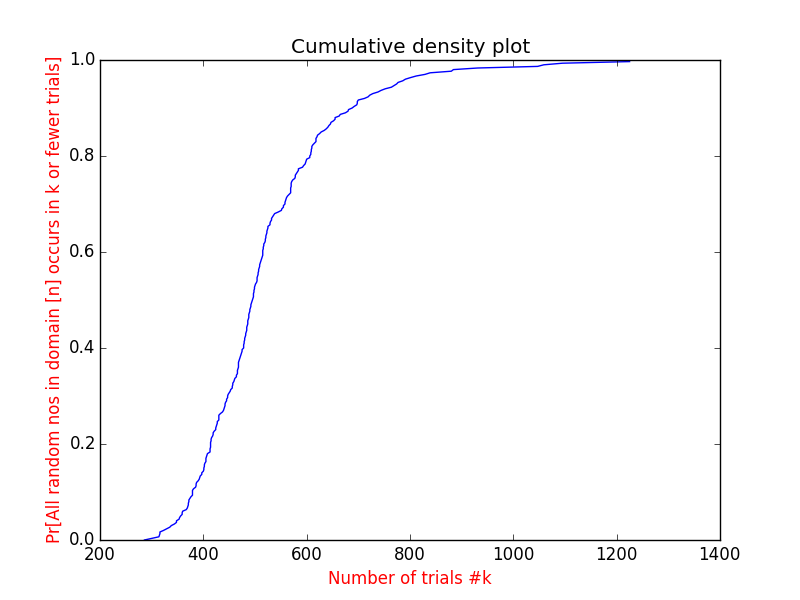 Cumulative density plot
Pr[All random nos in domain [n] occurs in k or fewer trials]
1.0
0.8
0.6
0.4
0.2
0.0
200 400 600 800 1000 1200 1400
Number of trials #k